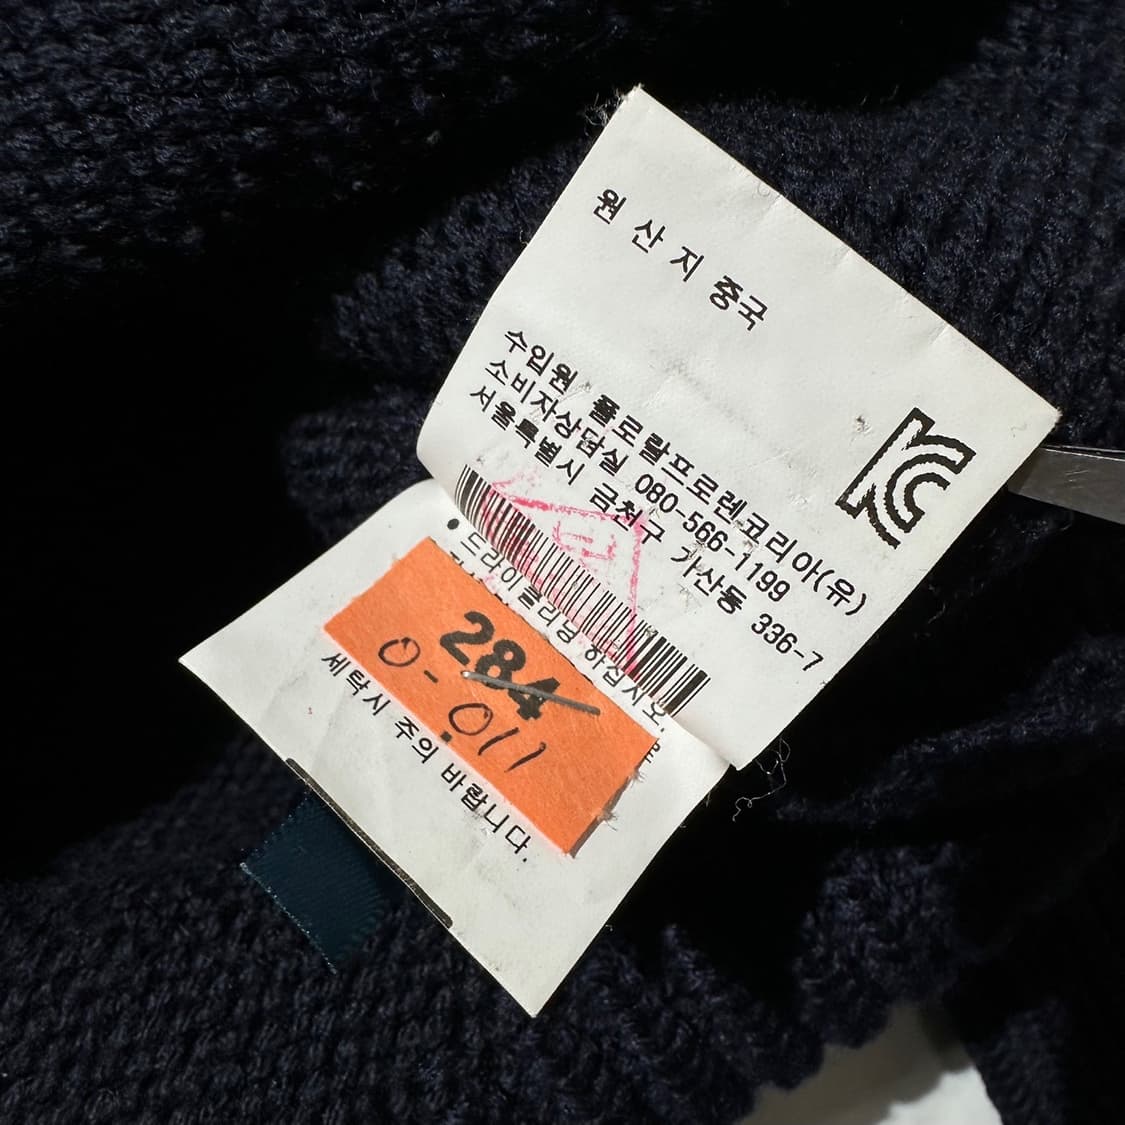 원 산 지 중국
수입원 폴로랄프로렌코리아(유)
소비자상담실 080-566-1199
서울특별시 금천구 가산동 336-7
• 드라이클리닝 하십시오.
284
0-011
세탁시 주의 바랍니다.